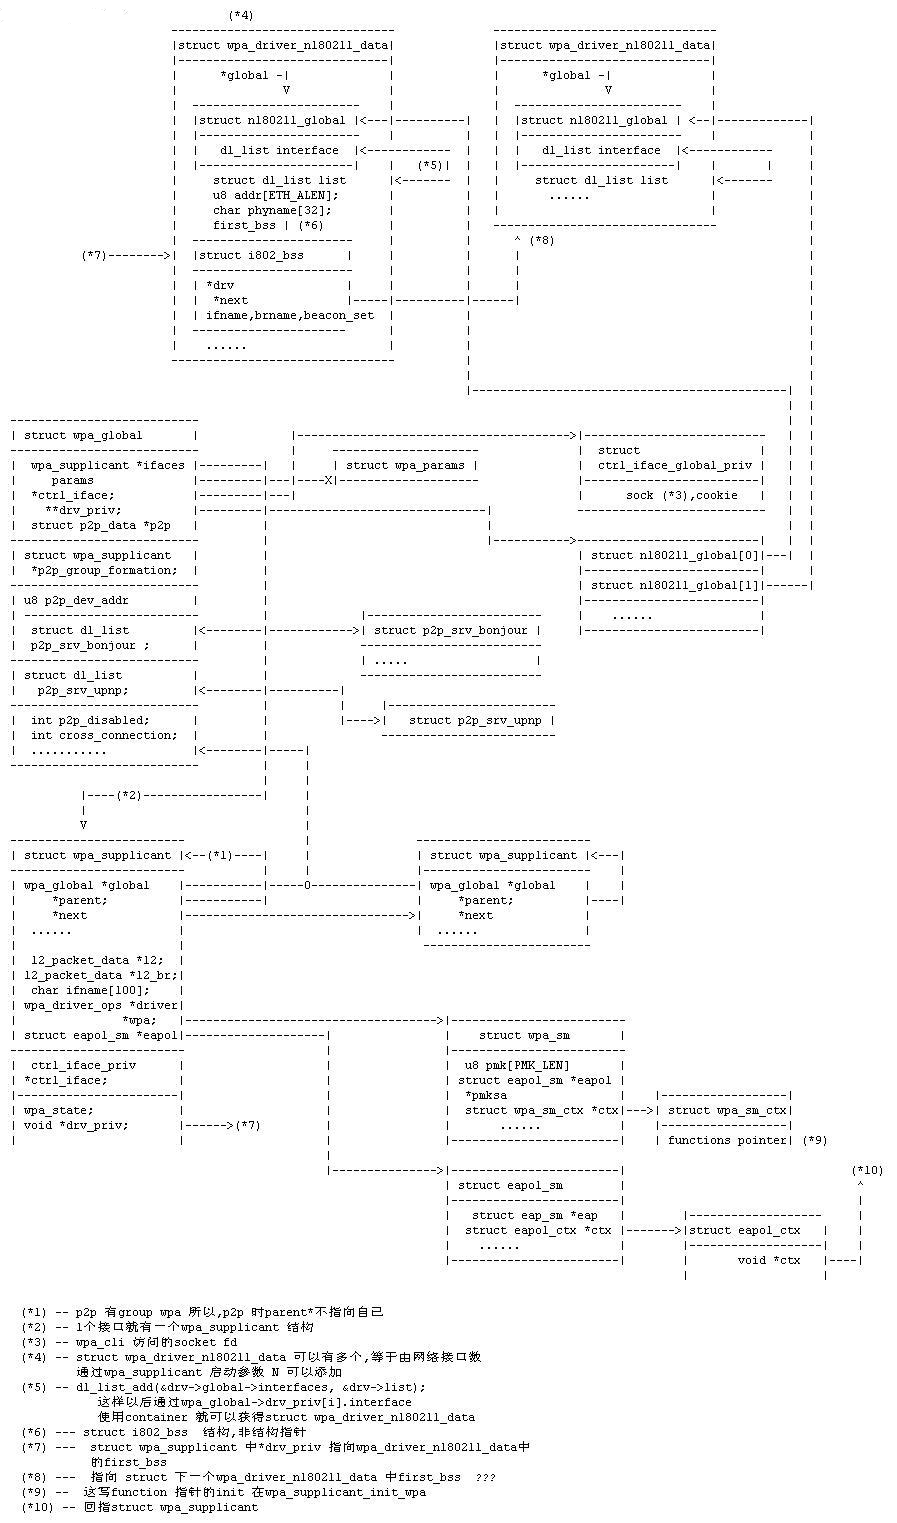 (*4)
struct wpa_driver_nl80211_data struct wpa_driver_nl80211_data
*global *global
V V
struct nl80211_global struct nl80211_global
dl_list interface dl_list interface
(*5)
struct dl_list list struct dl_list list
u8 addr[ETH_ALEN]; ......
char phyname[32];
first_bss | (*6)
^ (*8)
(*7) struct i802_bss
*drv
*next
ifname,brname,beacon_set
......
struct wpa_global struct
wpa_supplicant *ifaces struct wpa_params ctrl_iface_global_priv
params X
*ctrl_iface; sock (*3),cookie
**drv_priv;
struct p2p_data *p2p
struct wpa_supplicant struct nl80211_global[0]
*p2p_group_formation;
struct nl80211_global[1]
u8 p2p_dev_addr
......
struct dl_list struct p2p_srv_bonjour
p2p_srv_bonjour ;
.....
struct dl_list
p2p_srv_upnp;
int p2p_disabled; struct p2p_srv_upnp
int cross_connection;
...........
(*2)
V
struct wpa_supplicant (*1) struct wpa_supplicant
wpa_global *global O wpa_global *global
*parent; *parent;
*next *next
...... ......
l2_packet_data *l2;
l2_packet_data *l2_br;
char ifname[100];
wpa_driver_ops *driver
*wpa;
struct eapol_sm *eapol struct wpa_sm
ctrl_iface_priv u8 pmk[PMK_LEN]
*ctrl_iface; struct eapol_sm *eapol
*pmksa
wpa_state; struct wpa_sm_ctx *ctx struct wpa_sm_ctx
void *drv_priv; (*7) ......
functions pointer (*9)
(*10)
struct eapol_sm ^
struct eap_sm *eap
struct eapol_ctx *ctx struct eapol_ctx
......
void *ctx
(*1) -- p2p 有group wpa 所以,p2p 时parent*不指向自己
(*2) -- 1个接口就有一个wpa_supplicant 结构
(*3) -- wpa_cli 访问的socket fd
(*4) -- struct wpa_driver_nl80211_data 可以有多个,等于由网络接口数
通过wpa_supplicant 启动参数 N 可以添加
(*5) -- dl_list_add(&drv->global->interfaces, &drv->list);
这样以后通过wpa_global->drv_priv[i].interface
使用container 就可以获得struct wpa_driver_nl80211_data
(*6) --- struct i802_bss 结构,非结构指针
(*7) --- struct wpa_supplicant 中*drv_priv 指向wpa_driver_nl80211_data中
的first_bss
(*8) --- 指向 struct 下一个wpa_driver_nl80211_data 中first_bss ???
(*9) -- 这写function 指针的init 在wpa_supplicant_init_wpa
(*10) -- 回指struct wpa_supplicant